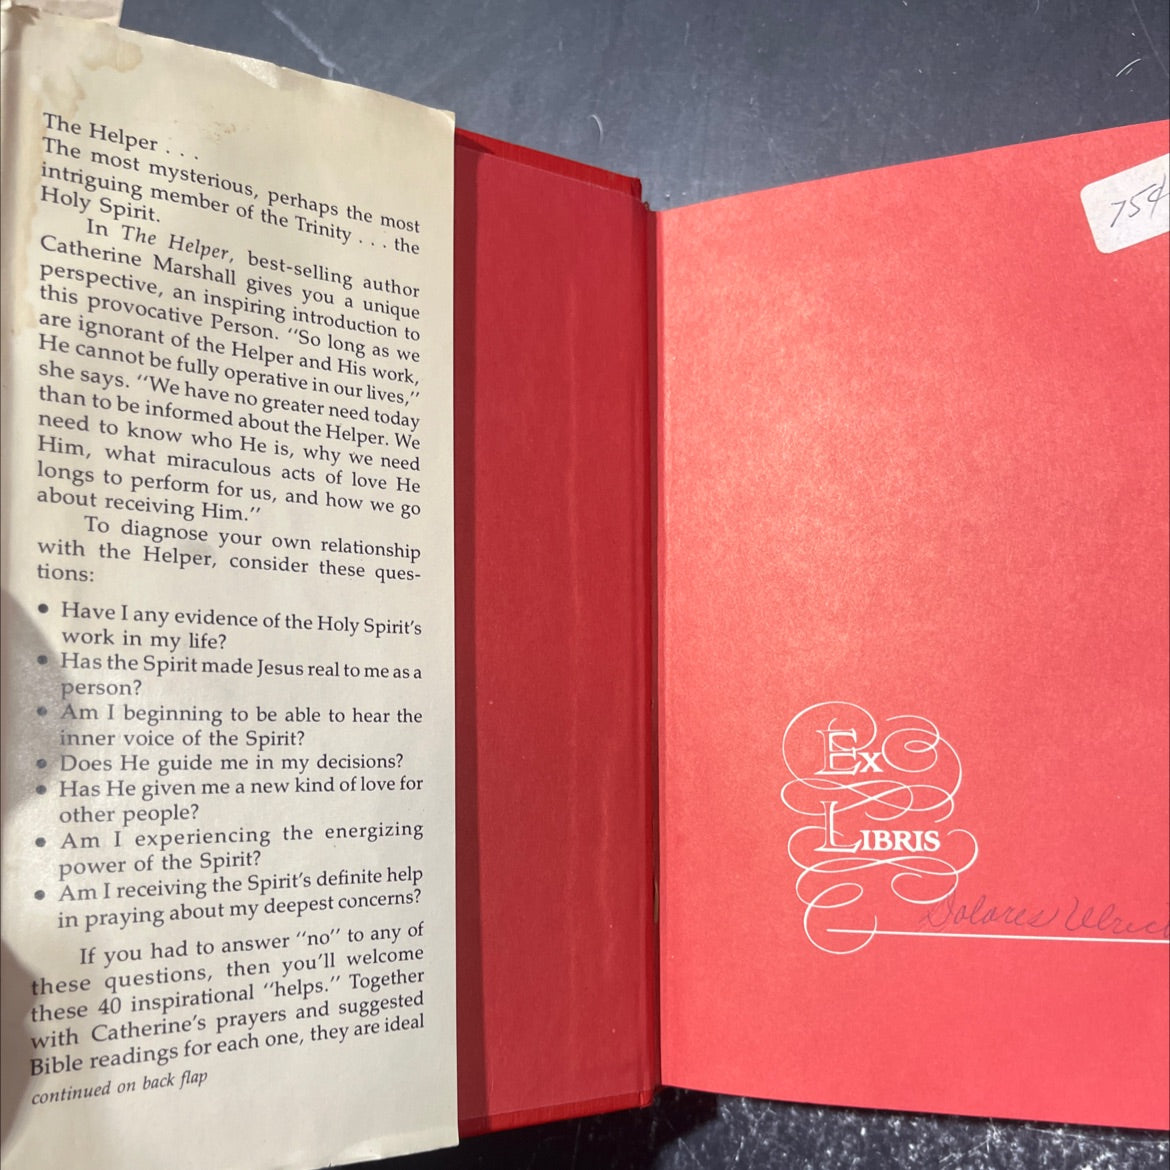 The Helper . . .
The most mysterious, perhaps the most
intriguing member of the Trinity . . . the
Holy Spirit.
In The Helper, best-selling author
Catherine Marshall gives you a unique
perspective, an inspiring introduction to
this provocative Person. "So long as we
are ignorant of the Helper and His work,
He cannot be fully operative in our lives,"
she says. "We have no greater need today
than to be informed about the Helper. We
need to know who He is, why we need
Him, what miraculous acts of love He
longs to perform for us, and how we go
about receiving Him."
To diagnose your own relationship
with the Helper, consider these ques-
tions:
• Have I any evidence of the Holy Spirit's
work in my life?
• Has the Spirit made Jesus real to me as a
person?
• Am I beginning to be able to hear the
inner voice of the Spirit?
• Does He guide me in my decisions?
• Has He given me a new kind of love for
other people?
• Am I experiencing the energizing
power of the Spirit?
• Am I receiving the Spirit's definite help
in praying about my deepest concerns?
If you had to answer "no" to any of
these questions, then you'll welcome
these 40 inspirational "helps." Together
with Catherine's prayers and suggested
Bible readings for each one, they are ideal
continued on back flap
75¢
Ex
Libris
Dolores